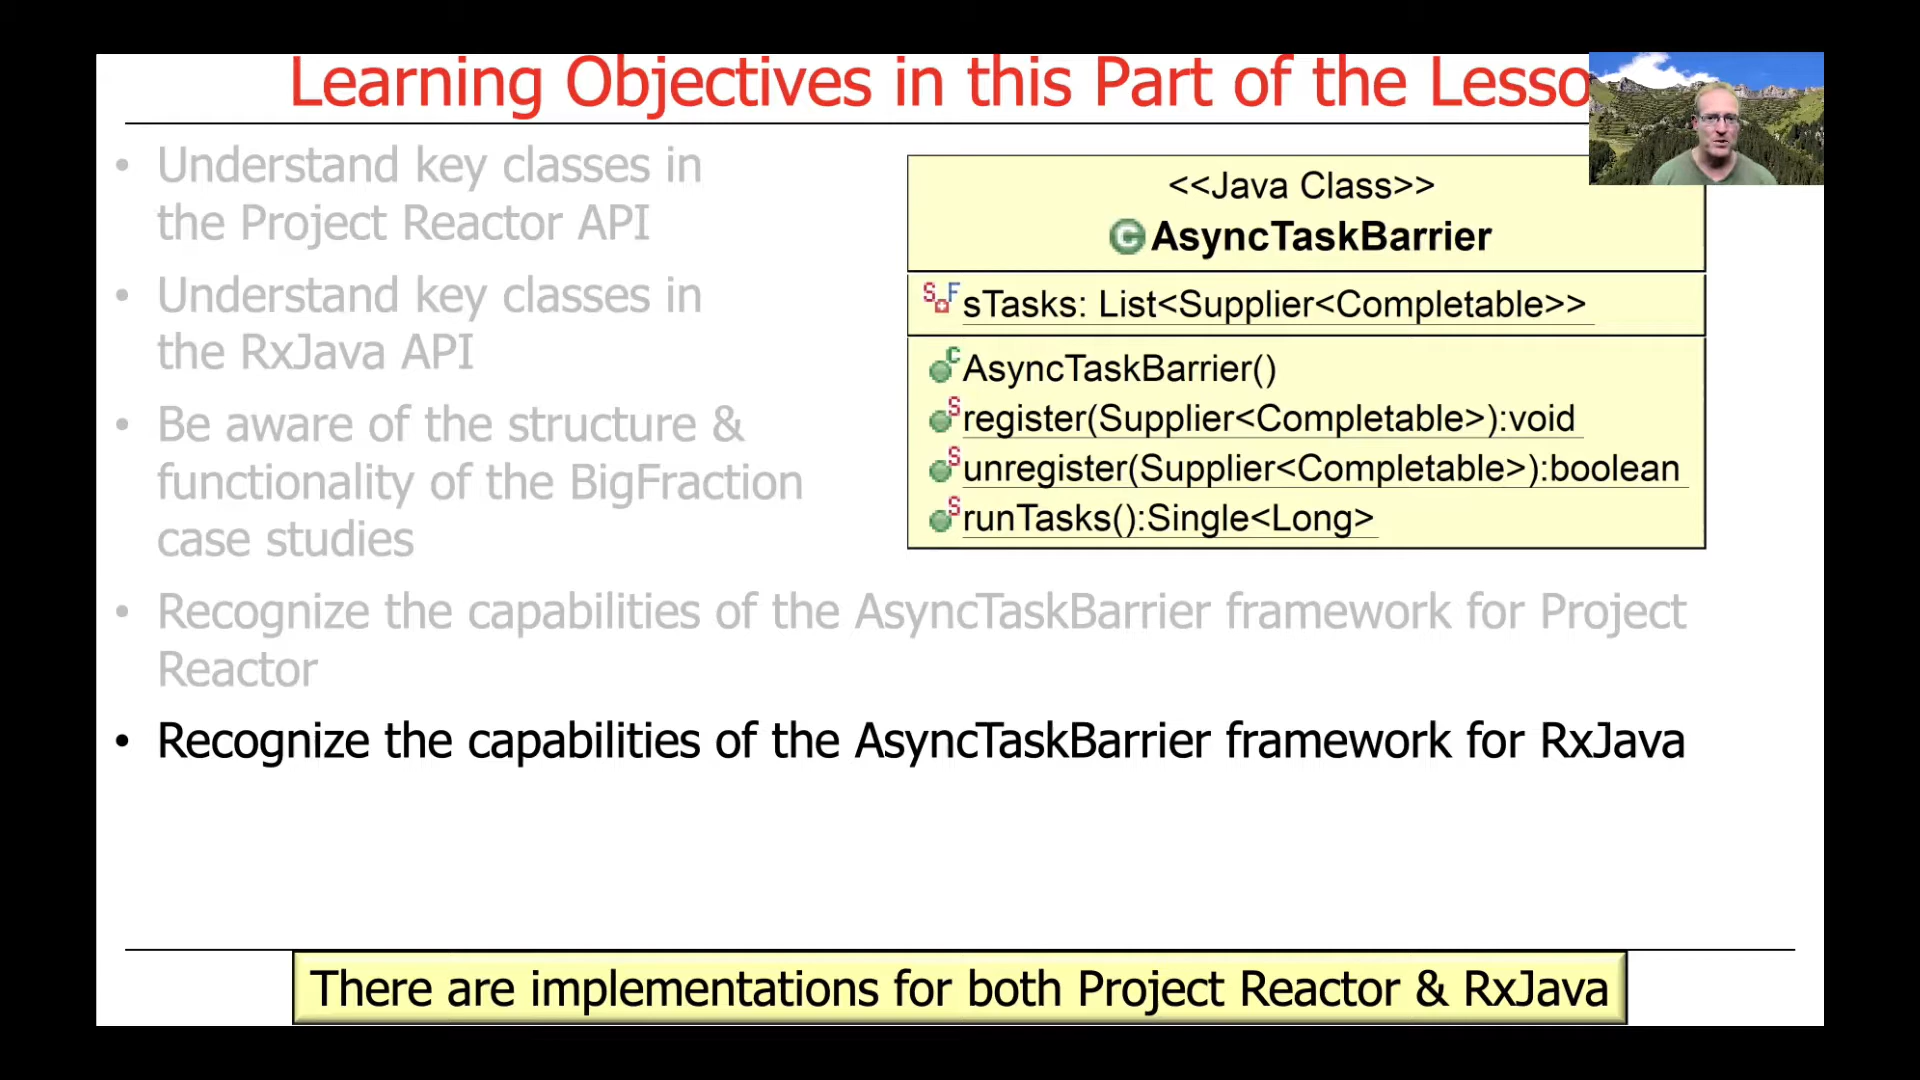 Learning Objectives in this Part of the Lesso
• Understand key classes in
the Project Reactor API
• Understand key classes in
the RxJava API
• Be aware of the structure &
functionality of the BigFraction
case studies
• Recognize the capabilities of the AsyncTaskBarrier framework for Project
Reactor
• Recognize the capabilities of the AsyncTaskBarrier framework for RxJava
<<Java Class>>
C AsyncTaskBarrier
S F sTasks: List<Supplier<Completable>>
C AsyncTaskBarrier()
S register(Supplier<Completable>):void
S unregister(Supplier<Completable>):boolean
S runTasks():Single<Long>
There are implementations for both Project Reactor & RxJava